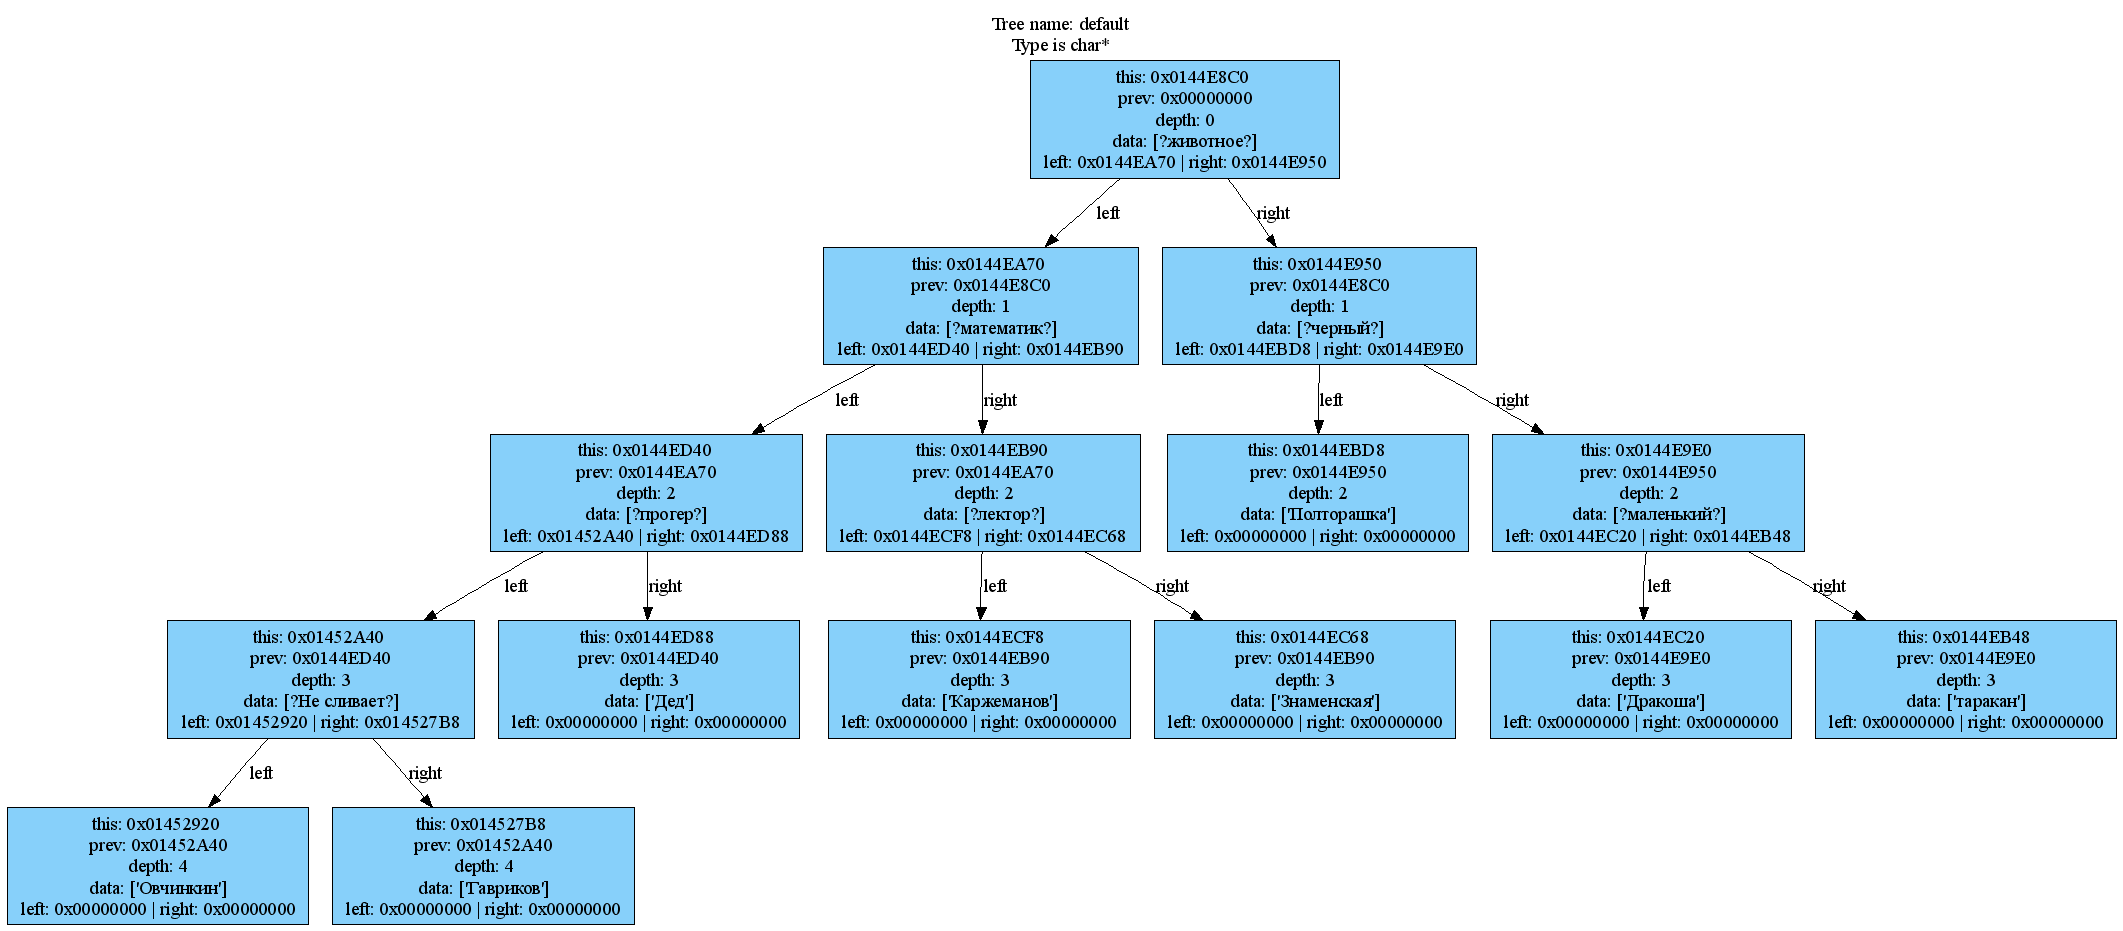 Tree name: default
Type is char*
this: 0x0144E8C0
prev: 0x00000000
depth: 0
data: [?животное?]
left: 0x0144EA70 | right: 0x0144E950
left
right
this: 0x0144EA70
prev: 0x0144E8C0
depth: 1
data: [?математик?]
left: 0x0144ED40 | right: 0x0144EB90
this: 0x0144E950
prev: 0x0144E8C0
depth: 1
data: [?черный?]
left: 0x0144EBD8 | right: 0x0144E9E0
left
right
left
right
this: 0x0144ED40
prev: 0x0144EA70
depth: 2
data: [?прогер?]
left: 0x01452A40 | right: 0x0144ED88
this: 0x0144EB90
prev: 0x0144EA70
depth: 2
data: [?лектор?]
left: 0x0144ECF8 | right: 0x0144EC68
this: 0x0144EBD8
prev: 0x0144E950
depth: 2
data: ['Полторашка']
left: 0x00000000 | right: 0x00000000
this: 0x0144E9E0
prev: 0x0144E950
depth: 2
data: [?маленький?]
left: 0x0144EC20 | right: 0x0144EB48
left
right
left
right
left
right
this: 0x01452A40
prev: 0x0144ED40
depth: 3
data: [?Не сливает?]
left: 0x01452920 | right: 0x014527B8
this: 0x0144ED88
prev: 0x0144ED40
depth: 3
data: ['Дед']
left: 0x00000000 | right: 0x00000000
this: 0x0144ECF8
prev: 0x0144EB90
depth: 3
data: ['Каржеманов']
left: 0x00000000 | right: 0x00000000
this: 0x0144EC68
prev: 0x0144EB90
depth: 3
data: ['Знаменская']
left: 0x00000000 | right: 0x00000000
this: 0x0144EC20
prev: 0x0144E9E0
depth: 3
data: ['Дракоша']
left: 0x00000000 | right: 0x00000000
this: 0x0144EB48
prev: 0x0144E9E0
depth: 3
data: ['таракан']
left: 0x00000000 | right: 0x00000000
left
right
this: 0x01452920
prev: 0x01452A40
depth: 4
data: ['Овчинкин']
left: 0x00000000 | right: 0x00000000
this: 0x014527B8
prev: 0x01452A40
depth: 4
data: ['Гавриков']
left: 0x00000000 | right: 0x00000000